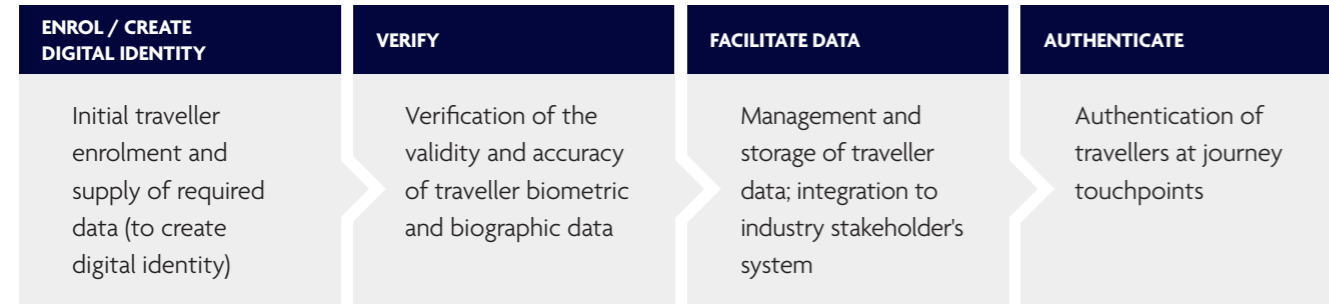 ENROL / CREATE
DIGITAL IDENTITY
Initial traveller
enrolment and
supply of required
data (to create
digital identity)
VERIFY
Verification of the
validity and accuracy
of traveller biometric
and biographic data
FACILITATE DATA
Management and
storage of traveller
data; integration to
industry stakeholder's
system
AUTHENTICATE
Authentication of
travellers at journey
touchpoints